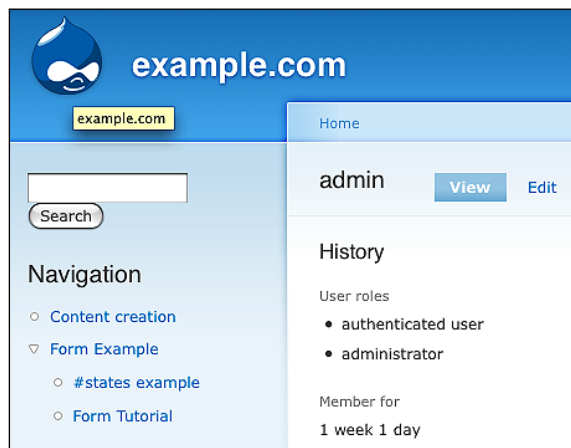 example.com
example.com
Home
admin
View
Edit
Search
Navigation
Content creation
Form Example
#states example
Form Tutorial
History
User roles
authenticated user
administrator
Member for
1 week 1 day